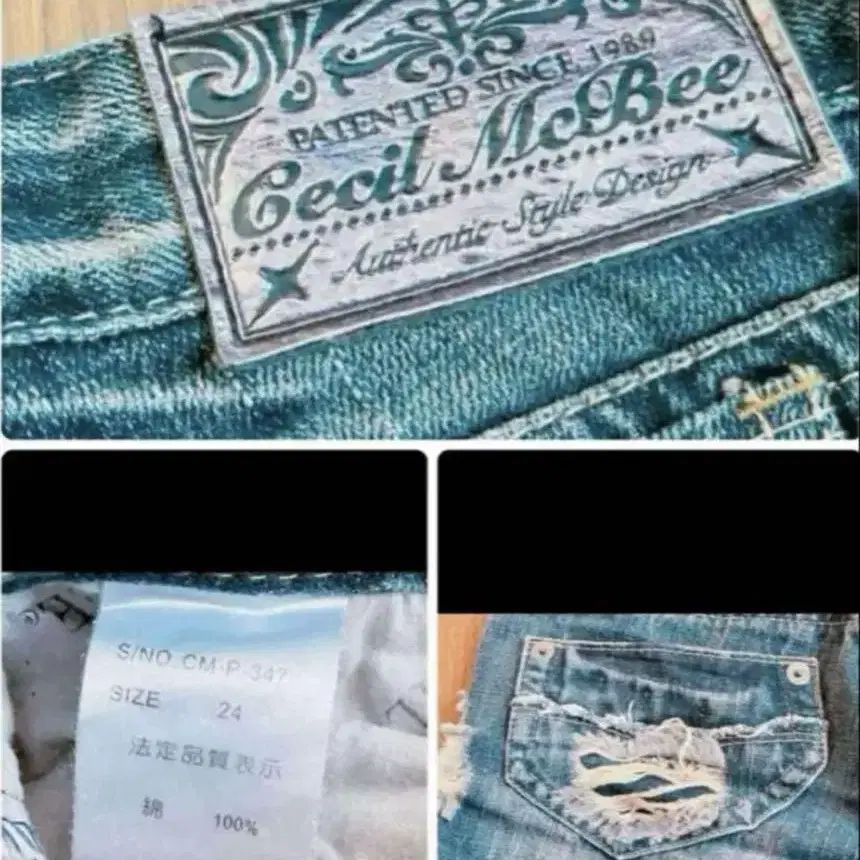 PATENTED SINCE 1989
Cecil McBee
Authentic Style Design
S/NO CM-P-347
SIZE 24
法定品質表示
綿 100%